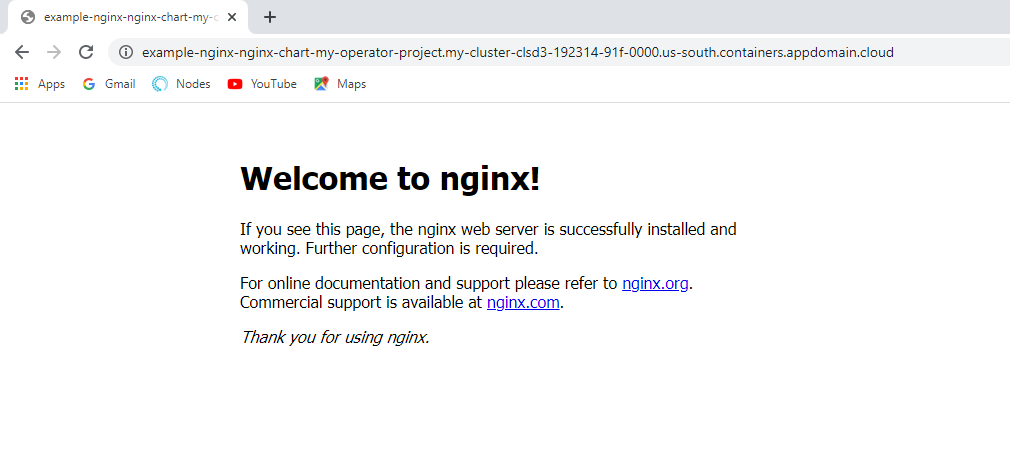 example-nginx-nginx-chart-my-c
example-nginx-nginx-chart-my-operator-project.my-cluster-clsd3-192314-91f-0000.us-south.containers.appdomain.cloud
Apps Gmail Nodes YouTube Maps
Welcome to nginx!
If you see this page, the nginx web server is successfully installed and
working. Further configuration is required.
For online documentation and support please refer to nginx.org.
Commercial support is available at nginx.com.
Thank you for using nginx.